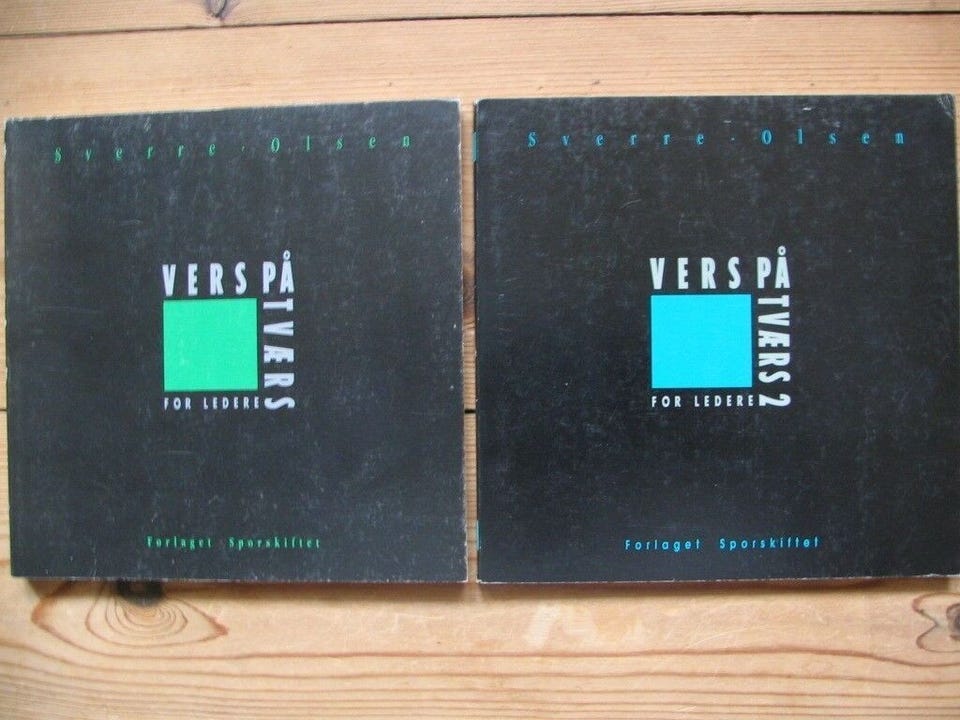 Sverre-Olsen
VERS PÅ
TVÆRS
FOR LEDERE
Forlaget Sporskiftet
Sverre-Olsen
VERS PÅ
TVÆRS 2
FOR LEDERE
Forlaget Sporskiftet